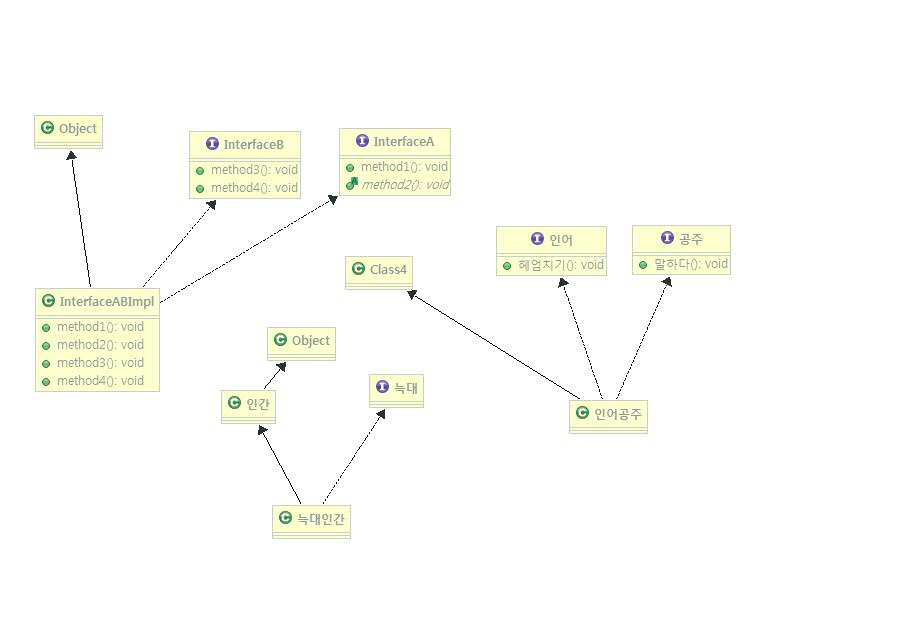 Object
InterfaceB
method3(): void
method4(): void
InterfaceA
method1(): void
method2(): void
InterfaceABImpl
method1(): void
method2(): void
method3(): void
method4(): void
Class4
인어
헤엄치기(): void
공주
말하다(): void
Object
인간
늑대
인어공주
늑대인간